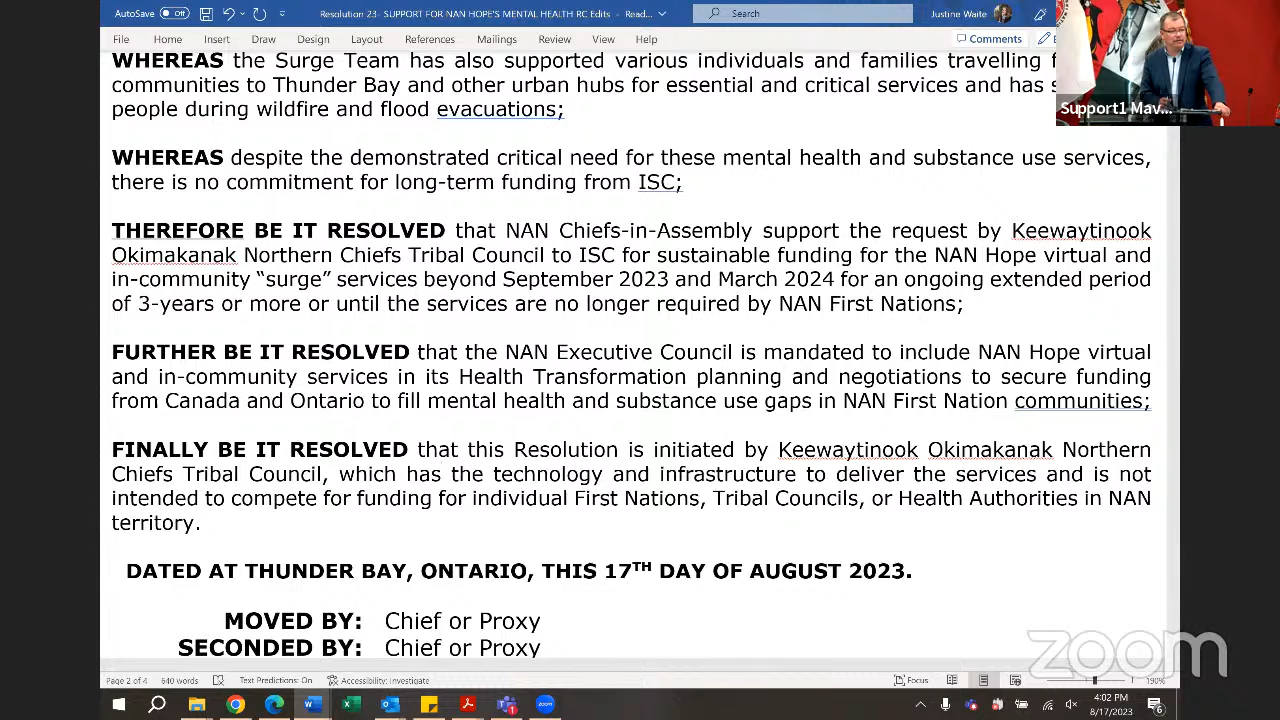 AutoSave Off Resolution 23- SUPPORT FOR NAN HOPE'S MENTAL HEALTH RC Edits - Read... Search Justine Waite
File Home Insert Draw Design Layout References Mailings Review View Help Comments
WHEREAS the Surge Team has also supported various individuals and families travelling
communities to Thunder Bay and other urban hubs for essential and critical services and has
people during wildfire and flood evacuations;
Support1 Mav...
WHEREAS despite the demonstrated critical need for these mental health and substance use services,
there is no commitment for long-term funding from ISC;
THEREFORE BE IT RESOLVED that NAN Chiefs-in-Assembly support the request by Keewaytinook
Okimakanak Northern Chiefs Tribal Council to ISC for sustainable funding for the NAN Hope virtual and
in-community “surge” services beyond September 2023 and March 2024 for an ongoing extended period
of 3-years or more or until the services are no longer required by NAN First Nations;
FURTHER BE IT RESOLVED that the NAN Executive Council is mandated to include NAN Hope virtual
and in-community services in its Health Transformation planning and negotiations to secure funding
from Canada and Ontario to fill mental health and substance use gaps in NAN First Nation communities;
FINALLY BE IT RESOLVED that this Resolution is initiated by Keewaytinook Okimakanak Northern
Chiefs Tribal Council, which has the technology and infrastructure to deliver the services and is not
intended to compete for funding for individual First Nations, Tribal Councils, or Health Authorities in NAN
territory.
DATED AT THUNDER BAY, ONTARIO, THIS 17TH DAY OF AUGUST 2023.
MOVED BY: Chief or Proxy
SECONDED BY: Chief or Proxy
zoom
Page 2 of 4 640 words Text Predictions: On Accessibility: Investigate Focus 190%
4:02 PM
8/17/2023
6